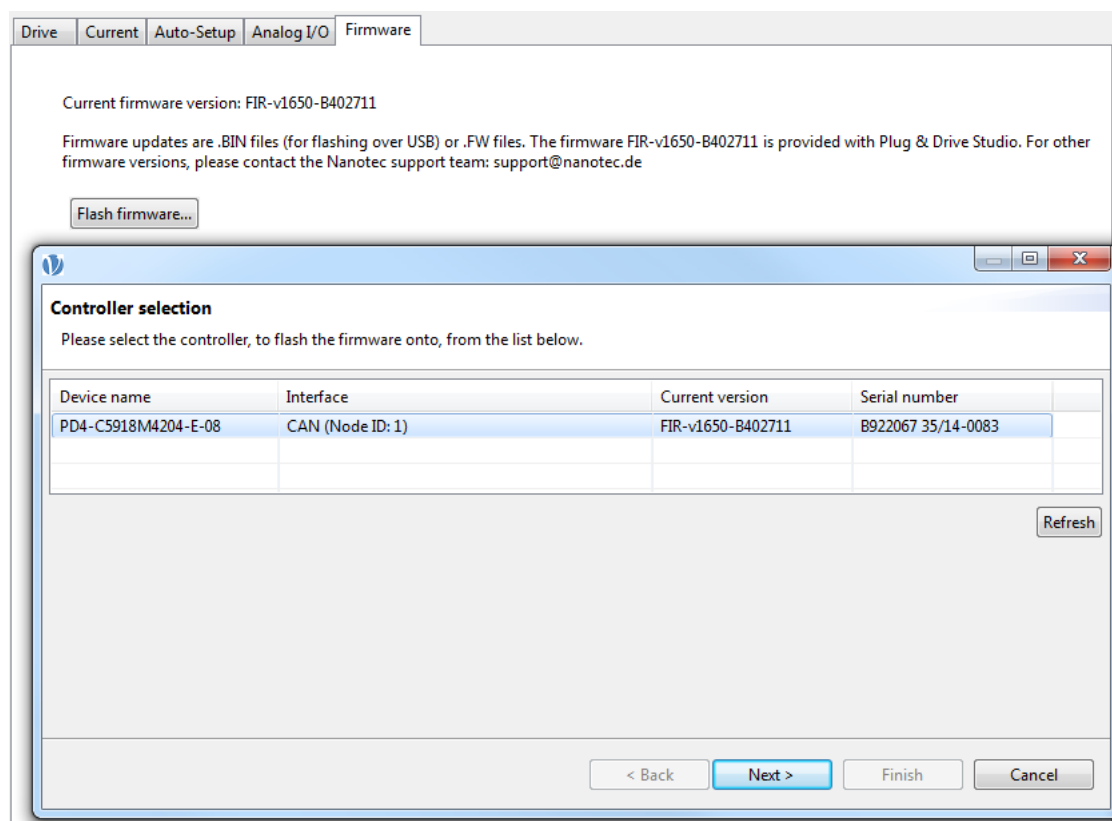 Drive Current Auto-Setup Analog I/O Firmware
Current firmware version: FIR-v1650-B402711
Firmware updates are .BIN files (for flashing over USB) or .FW files. The firmware FIR-v1650-B402711 is provided with Plug & Drive Studio. For other
firmware versions, please contact the Nanotec support team: support@nanotec.de
Flash firmware...
Controller selection
Please select the controller, to flash the firmware onto, from the list below.
Device name Interface Current version Serial number
PD4-C5918M4204-E-08 CAN (Node ID: 1) FIR-v1650-B402711 B922067 35/14-0083
Refresh
< Back Next > Finish Cancel